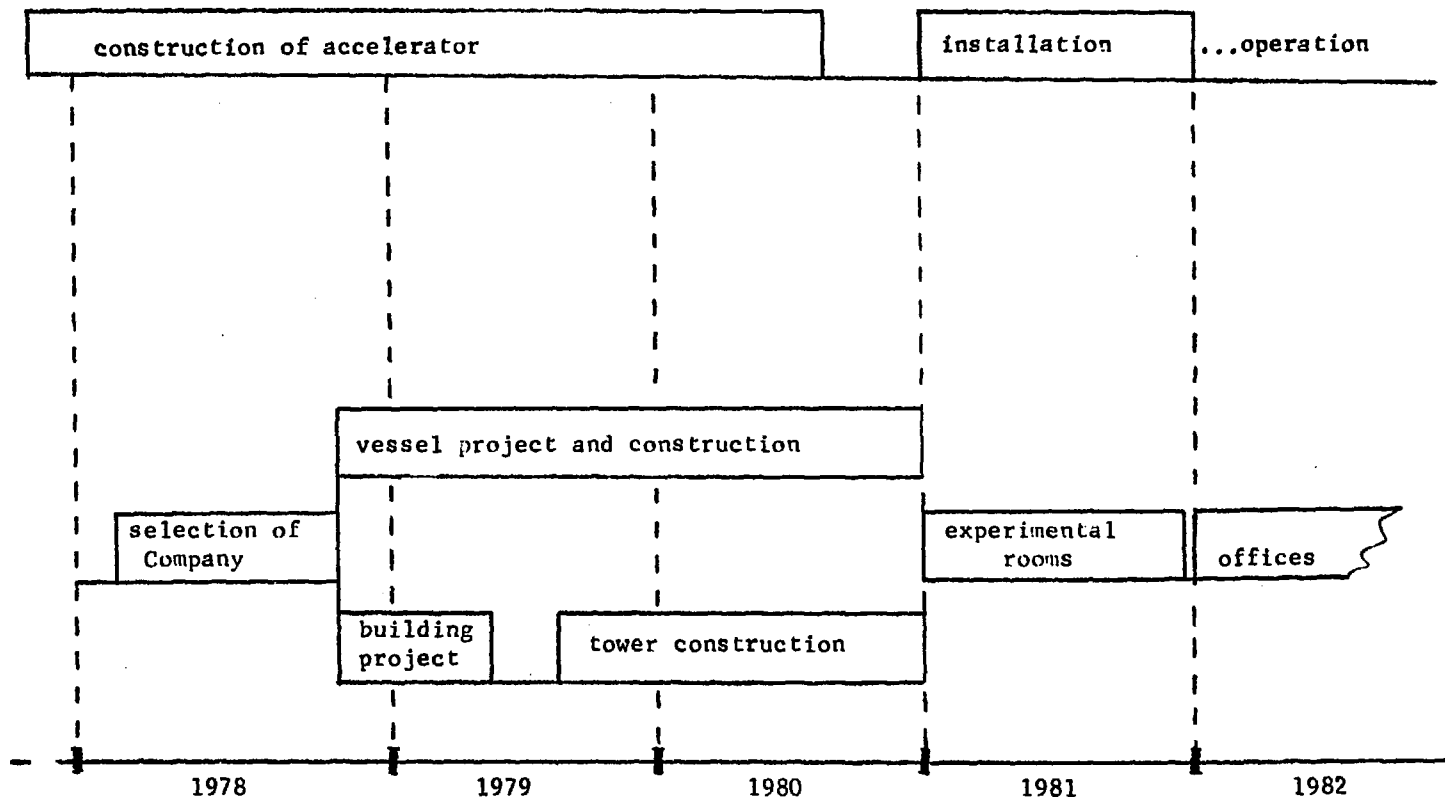 construction of accelerator
installation
...operation
vessel project and construction
selection of
Company
experimental
rooms
offices
building
project
tower construction
1978
1979
1980
1981
1982